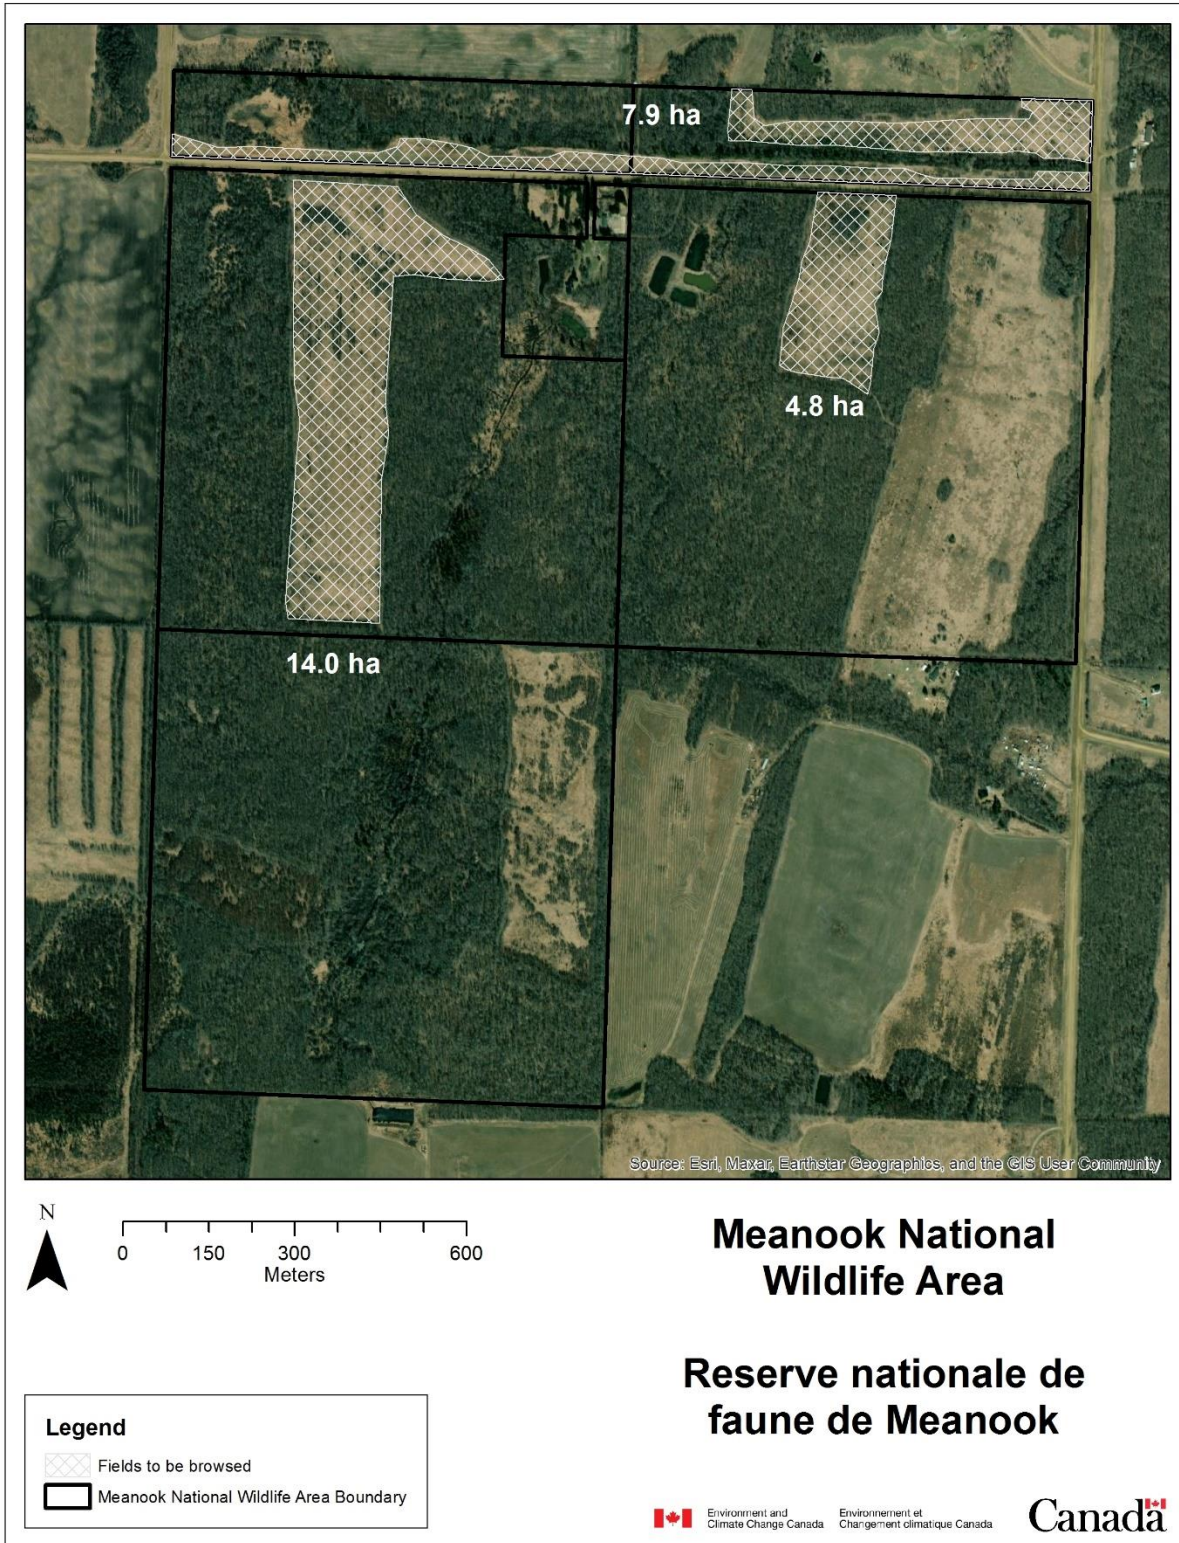 7.9 ha
4.8 ha
14.0 ha
Source: Esri, Maxar, Earthstar Geographics, and the GIS User Community
N
0 150 300 600
Meters
Meanook National
Wildlife Area
Reserve nationale de
faune de Meanook
Legend
Fields to be browsed
Meanook National Wildlife Area Boundary
Environment and
Climate Change Canada
Environnement et
Changement climatique Canada
Canada